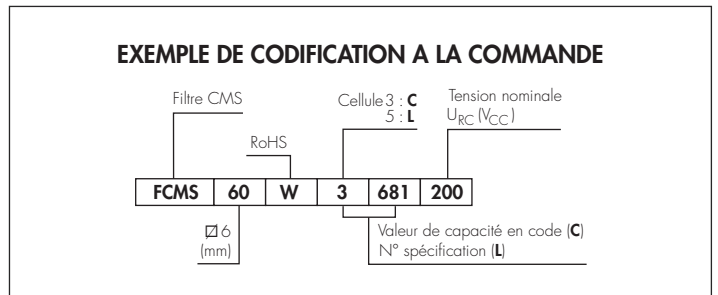 EXEMPLE DE CODIFICATION A LA COMMANDE
Filtre CMS
Cellule 3 : C
5 : L
Tension nominale
URC (VCC)
RoHS
FCMS 60 W 3 681 200
6
(mm)
Valeur de capacité en code (C)
N° spécification (L)